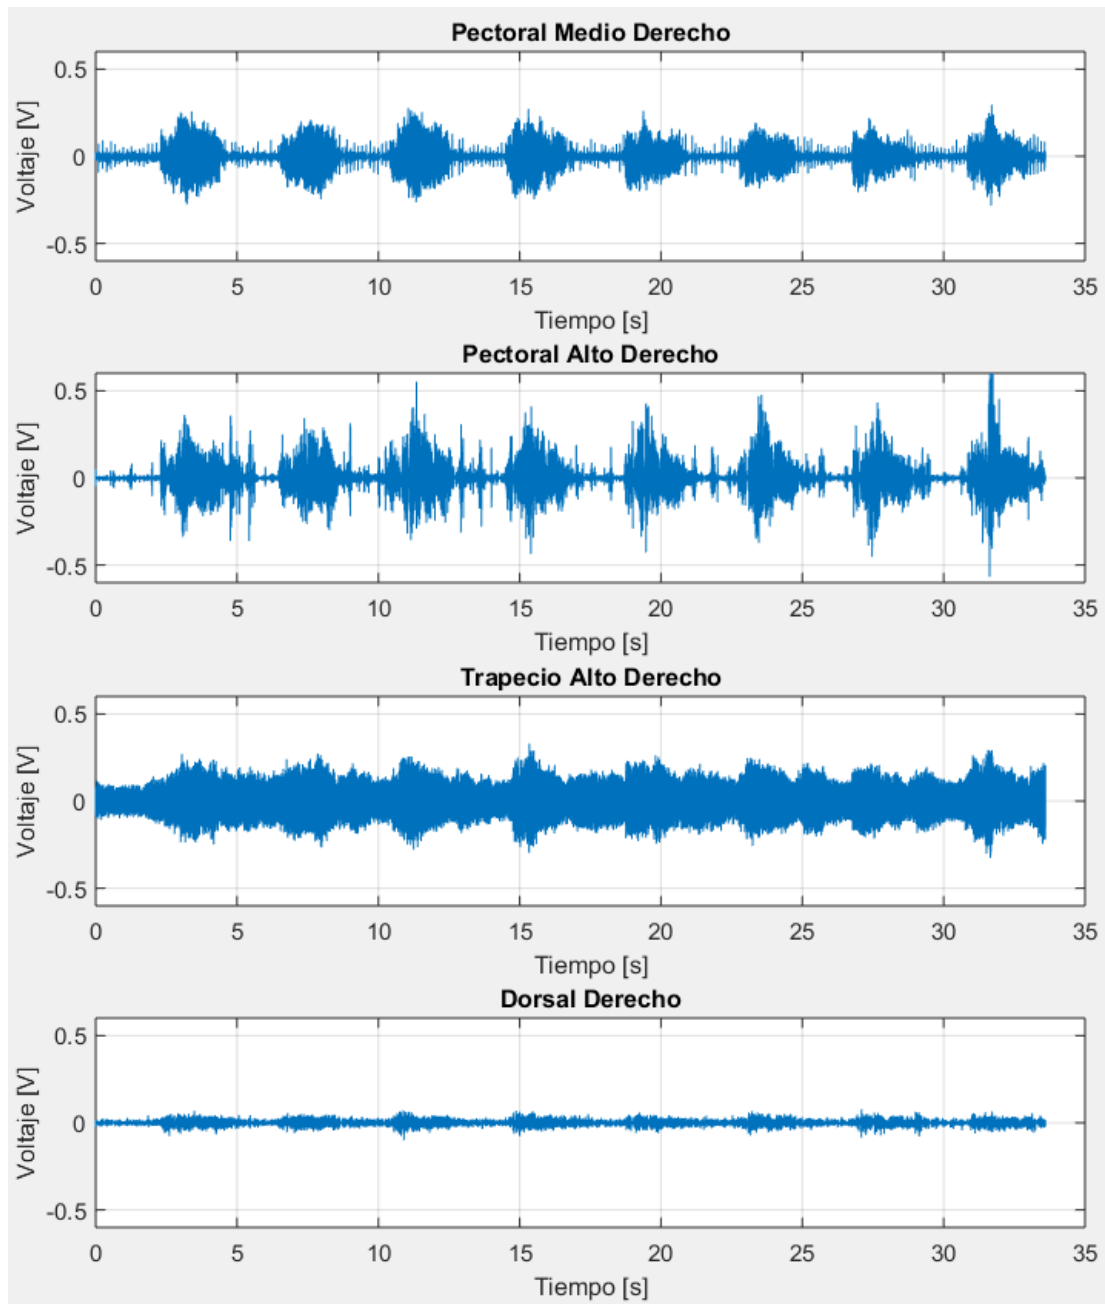 Pectoral Medio Derecho
Voltaje [V]
0.5
0
-0.5
0 5 10 15 20 25 30 35
Tiempo [s]
Pectoral Alto Derecho
Voltaje [V]
0.5
0
-0.5
0 5 10 15 20 25 30 35
Tiempo [s]
Trapecio Alto Derecho
Voltaje [V]
0.5
0
-0.5
0 5 10 15 20 25 30 35
Tiempo [s]
Dorsal Derecho
Voltaje [V]
0.5
0
-0.5
0 5 10 15 20 25 30 35
Tiempo [s]